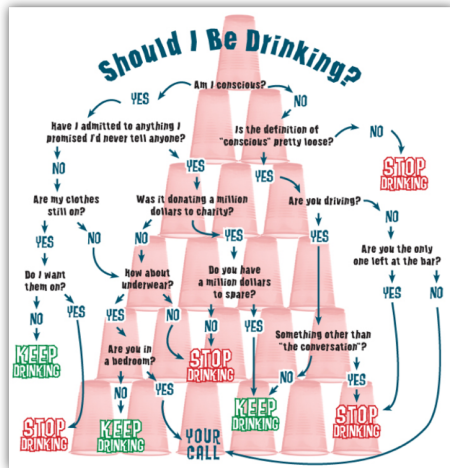 Should I Be Drinking?
Am I conscious?
YES
NO
Have I admitted to anything I
promised I'd never tell anyone?
Is the definition of
"conscious" pretty loose?
NO
STOP
DRINKING
NO
YES
YES
Are my clothes
still on?
Was it donating a million
dollars to charity?
Are you driving?
NO
YES
NO
NO
YES
YES
Are you the only
one left at the bar?
Do I want
them on?
How about
underwear?
Do you have
a million dollars
to spare?
YES
NO
NO
YES
YES
NO
NO
YES
Something other than
"the conversation"?
KEEP
DRINKING
Are you in
a bedroom?
STOP
DRINKING
NO
YES
NO
YES
STOP
DRINKING
KEEP
DRINKING
YOUR
CALL
KEEP
DRINKING
STOP
DRINKING